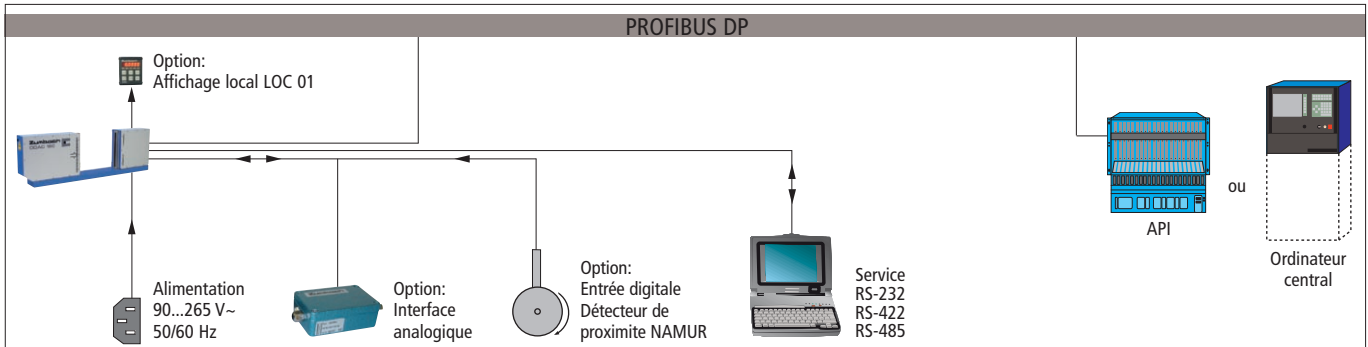 PROFIBUS DP
Option:
Affichage local LOC 01
zumbach
ou
API
Ordinateur
central
Alimentation
90...265 V~
50/60 Hz
Option:
Interface
analogique
Option:
Entrée digitale
Détecteur de
proximite NAMUR
Service
RS-232
RS-422
RS-485